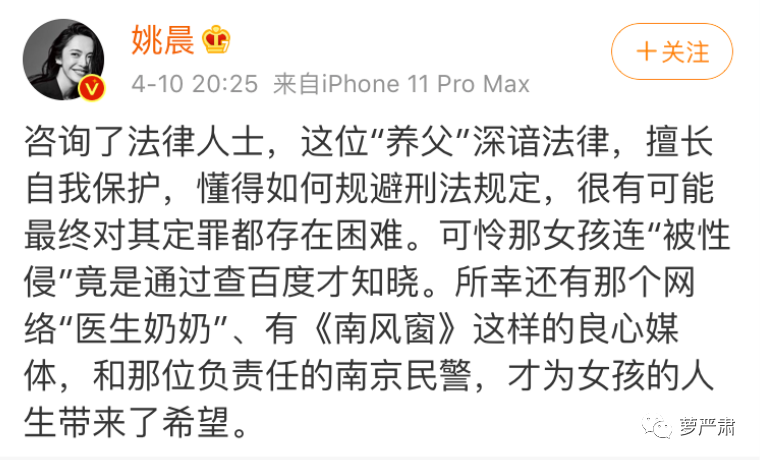 姚晨
+关注
4-10 20:25 来自iPhone 11 Pro Max
咨询了法律人士，这位“养父”深谙法律，擅长
自我保护，懂得如何规避刑法规定，很有可能
最终对其定罪都存在困难。可怜那女孩连“被性
侵”竟是通过查百度才知晓。所幸还有那个网
络“医生奶奶”、有《南风窗》这样的良心媒
体，和那位负责任的南京民警，才为女孩的人
生带来了希望。
萝严肃